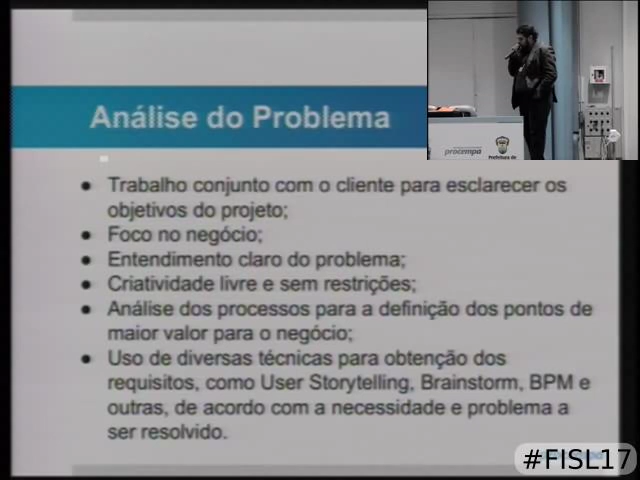 Análise do Problema
procempa
Prefeitura de
● Trabalho conjunto com o cliente para esclarecer os
objetivos do projeto;
● Foco no negócio;
● Entendimento claro do problema;
● Criatividade livre e sem restrições;
● Análise dos processos para a definição dos pontos de
maior valor para o negócio;
● Uso de diversas técnicas para obtenção dos
requisitos, como User Storytelling, Brainstorm, BPM e
outras, de acordo com a necessidade e problema a
ser resolvido.
#FISL17